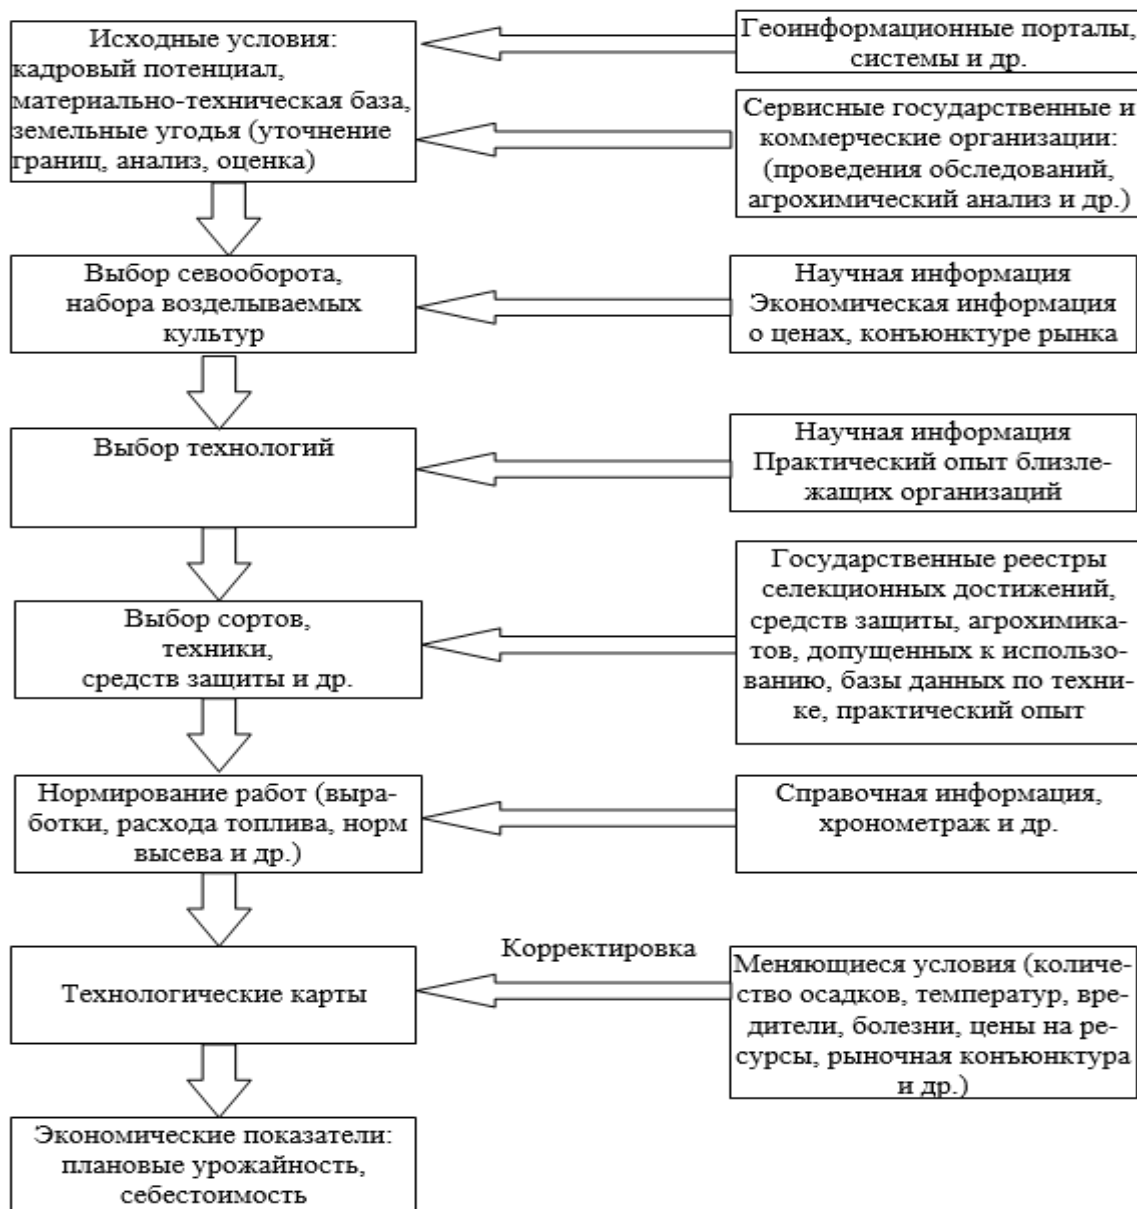 Исходные условия:
кадровый потенциал,
материально-техническая база,
земельные угодья (уточнение
границ, анализ, оценка)
Геоинформационные порталы,
системы и др.
Сервисные государственные и
коммерческие организации:
(проведения обследований,
агрохимический анализ и др.)
Выбор севооборота,
набора возделываемых
культур
Научная информация
Экономическая информация
о ценах, конъюнктуре рынка
Выбор технологий
Научная информация
Практический опыт близле-
жащих организаций
Выбор сортов,
техники,
средств защиты и др.
Государственные реестры
селекционных достижений,
средств защиты, агрохимика-
тов, допущенных к использо-
ванию, базы данных по техни-
ке, практический опыт
Нормирование работ (выра-
ботки, расхода топлива, норм
высева и др.)
Справочная информация,
хронометраж и др.
Технологические карты
Корректировка
Меняющиеся условия (количе-
ство осадков, температур, вре-
дители, болезни, цены на ре-
сурсы, рыночная конъюнктура
и др.)
Экономические показатели:
плановые урожайность,
себестоимость